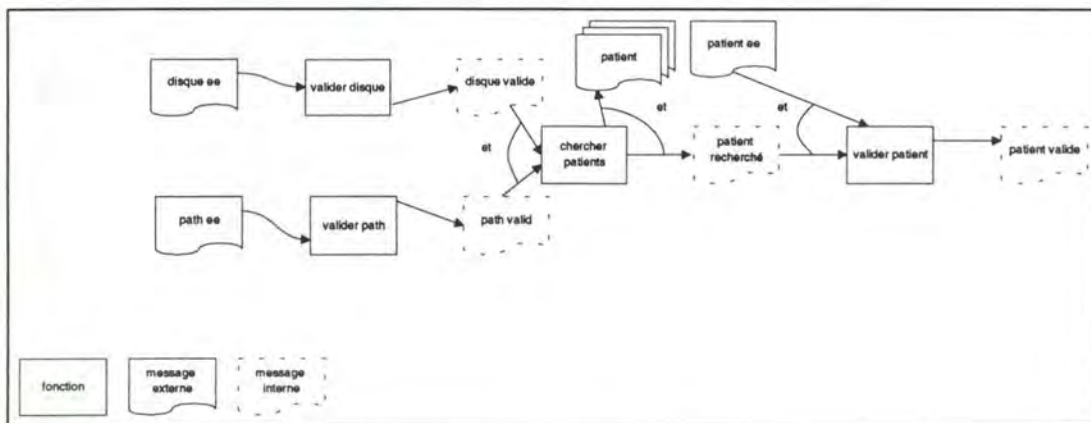 patient
patient ee
disque ee
valider disque
disque valide
et
et
et
chercher
patients
patient
recherché
valider patient
patient valide
path ee
valider path
path valid
fonction
message
externe
message
interne